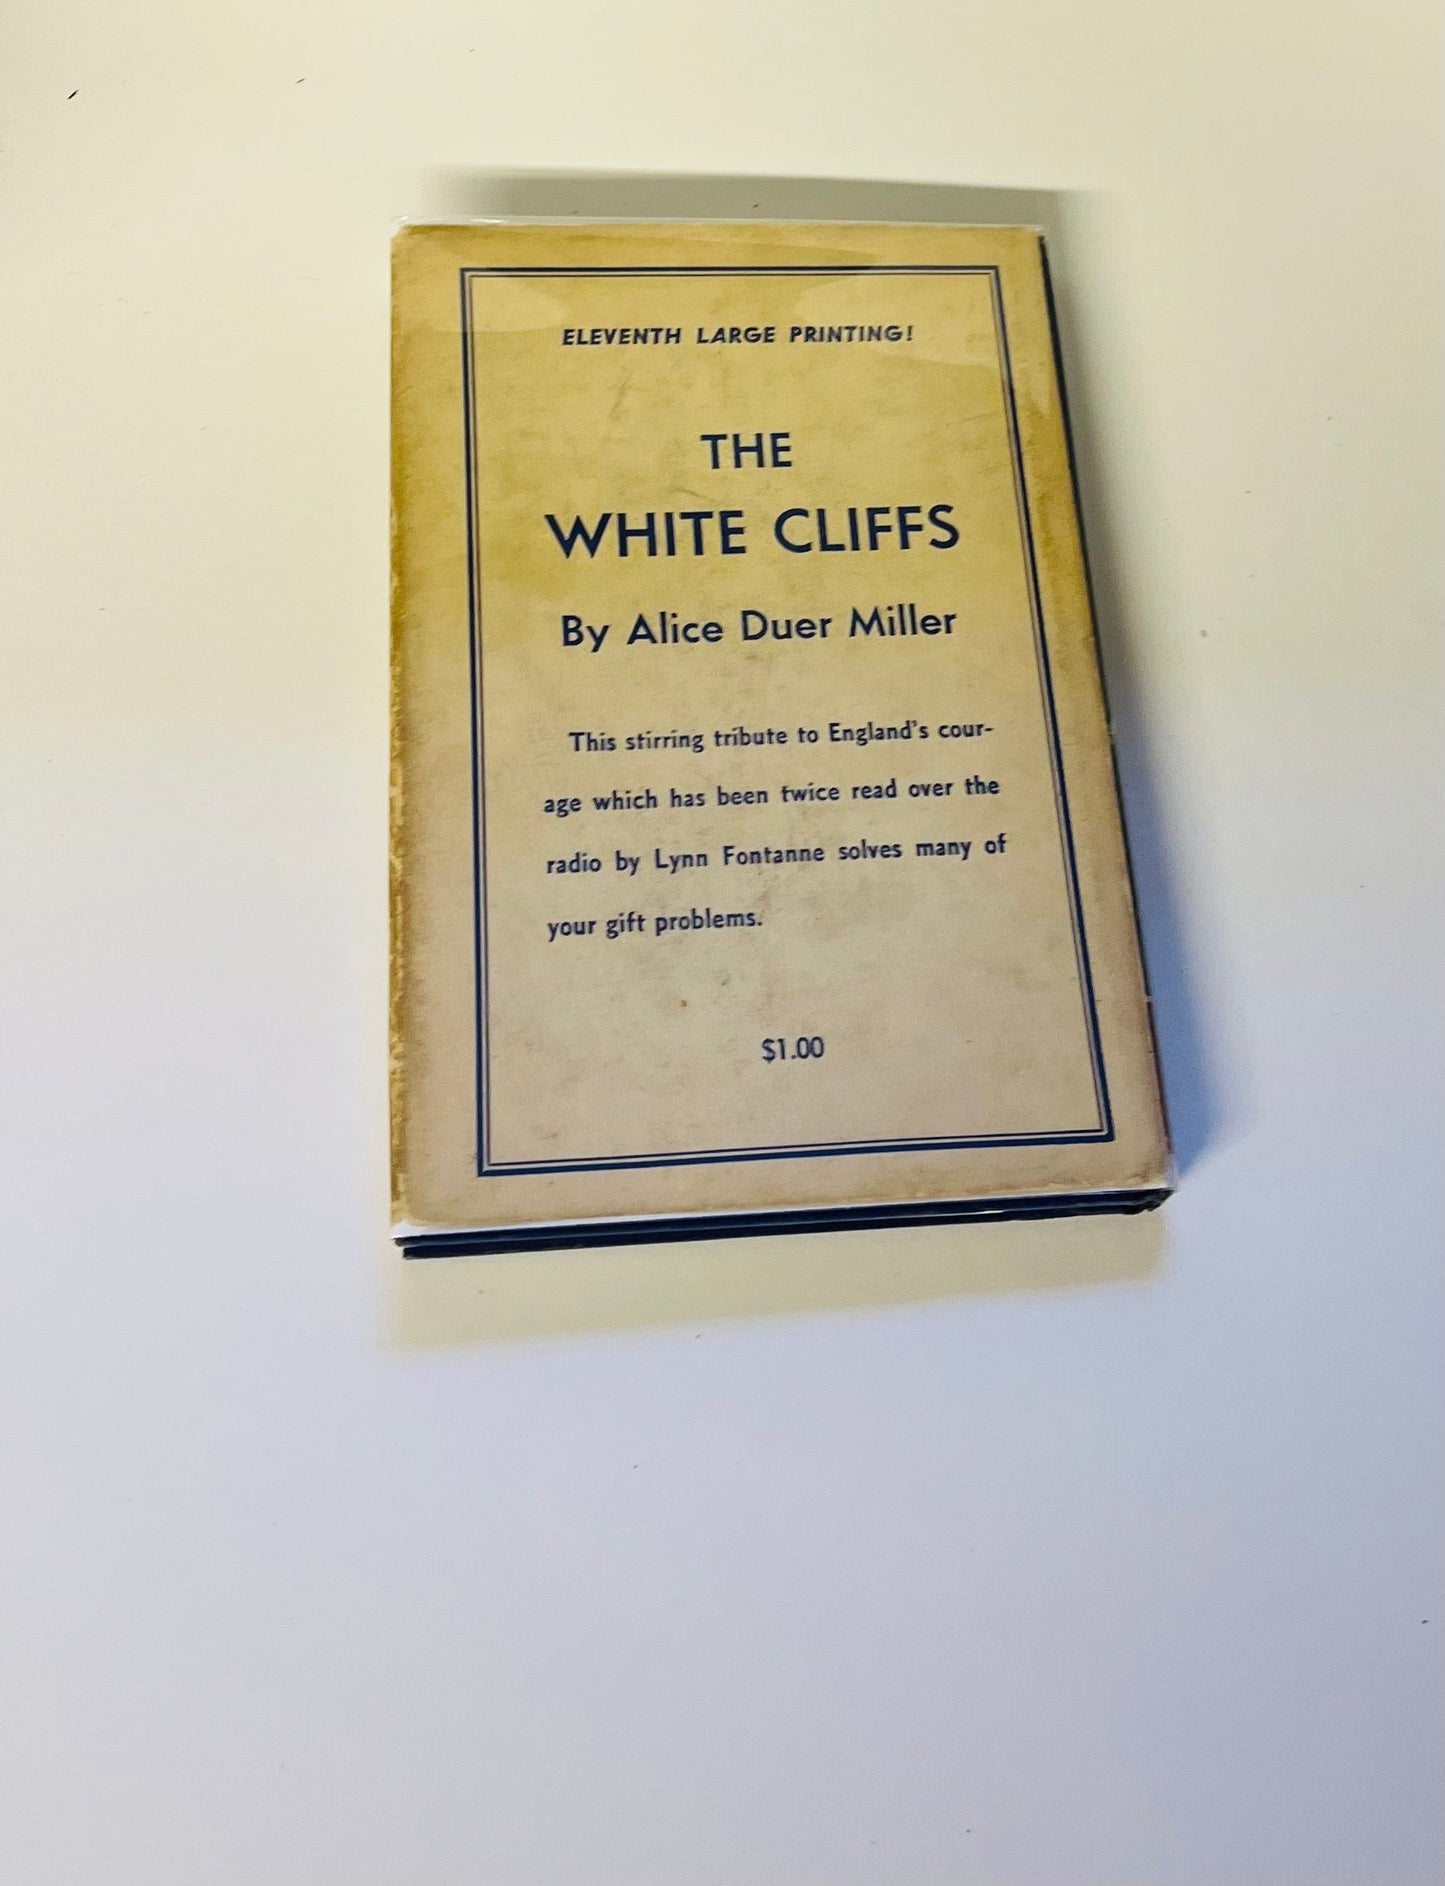 ELEVENTH LARGE PRINTING!
THE
WHITE CLIFFS
By Alice Duer Miller
This stirring tribute to England's cour-
age which has been twice read over the
radio by Lynn Fontanne solves many of
your gift problems.
$1.00